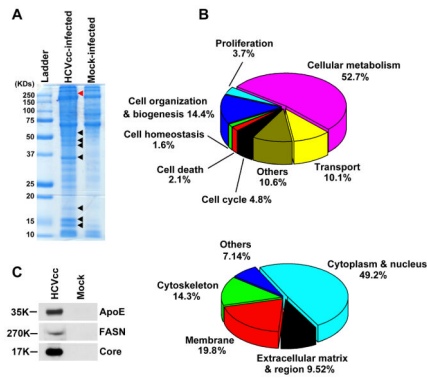 A
Ladder
HCVcc-infected
Mock-infected
(KDs)
250
150
100
75
50
37
25
20
15
10
B
Proliferation
3.7%
Cellular metabolism
52.7%
Cell organization
& biogenesis 14.4%
Cell homeostasis
1.6%
Cell death
2.1%
Cell cycle 4.8%
Others
10.6%
Transport
10.1%
C
HCVcc
Mock
35K
ApoE
270K
FASN
17K
Core
Others
7.14%
Cytoplasm & nucleus
49.2%
Cytoskeleton
14.3%
Membrane
19.8%
Extracellular matrix
& region 9.52%